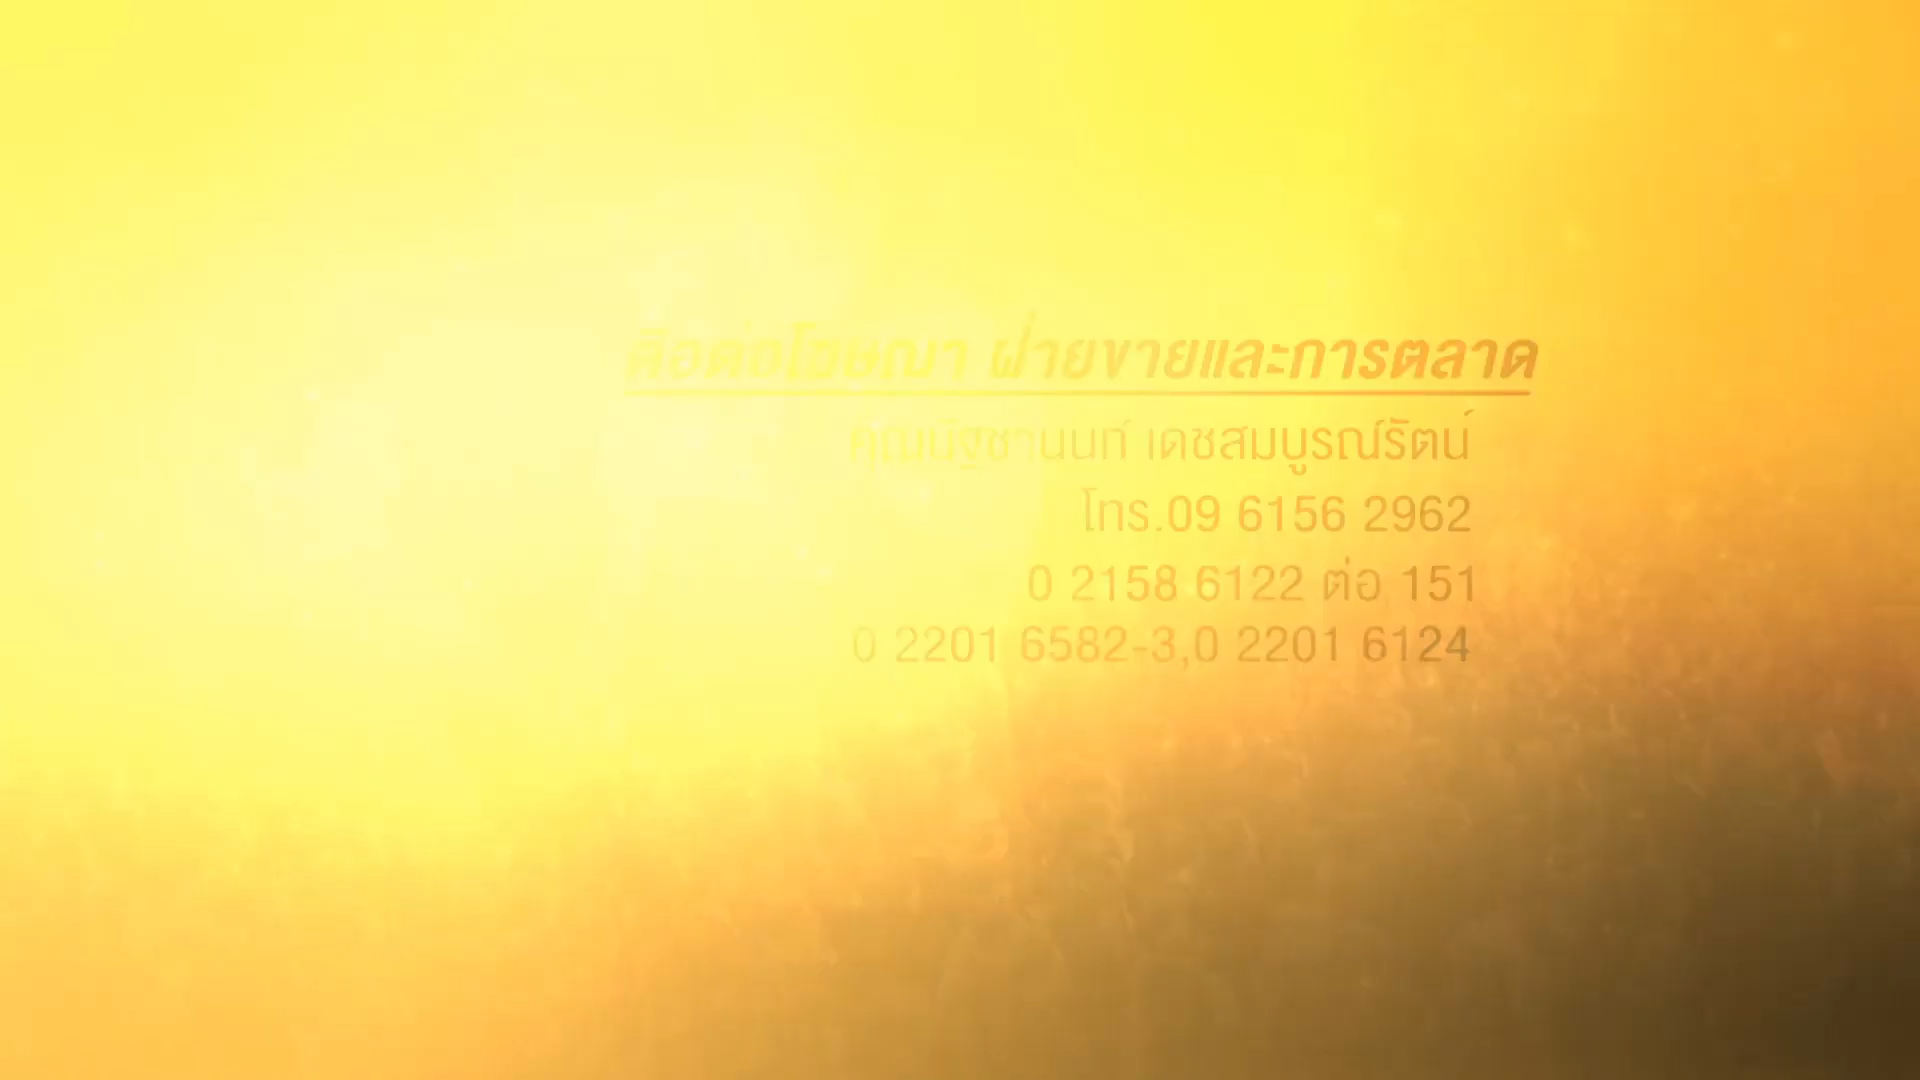 ติดต่อโฆษณา ฝ่ายขายและการตลาด
คุณณัฐชานนท์ เดชสมบูรณ์รัตน์
โทร.09 6156 2962
0 2158 6122 ต่อ 151
0 2201 6582-3,0 2201 6124